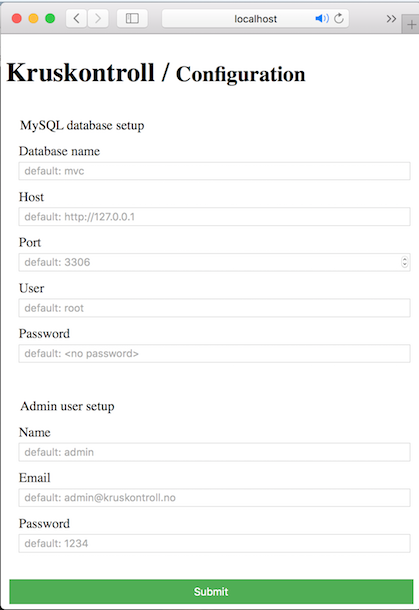 localhost
Kruskontroll / Configuration
MySQL database setup
Database name
default: mvc
Host
default: http://127.0.0.1
Port
default: 3306
User
default: root
Password
default: <no password>
Admin user setup
Name
default: admin
Email
default: admin@kruskontroll.no
Password
default: 1234
Submit